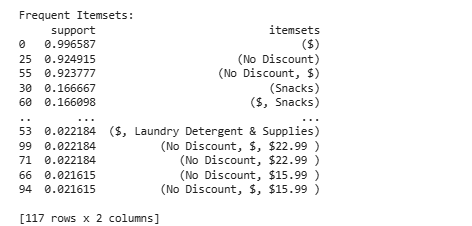 Frequent Itemsets:
support itemsets
0 0.996587 ($)
25 0.924915 (No Discount)
55 0.923777 (No Discount, $)
30 0.166667 (Snacks)
60 0.166098 ($, Snacks)
.. ... ...
53 0.022184 ($, Laundry Detergent & Supplies)
99 0.022184 (No Discount, $, $22.99 )
71 0.022184 (No Discount, $22.99 )
66 0.021615 (No Discount, $15.99 )
94 0.021615 (No Discount, $, $15.99 )
[117 rows x 2 columns]